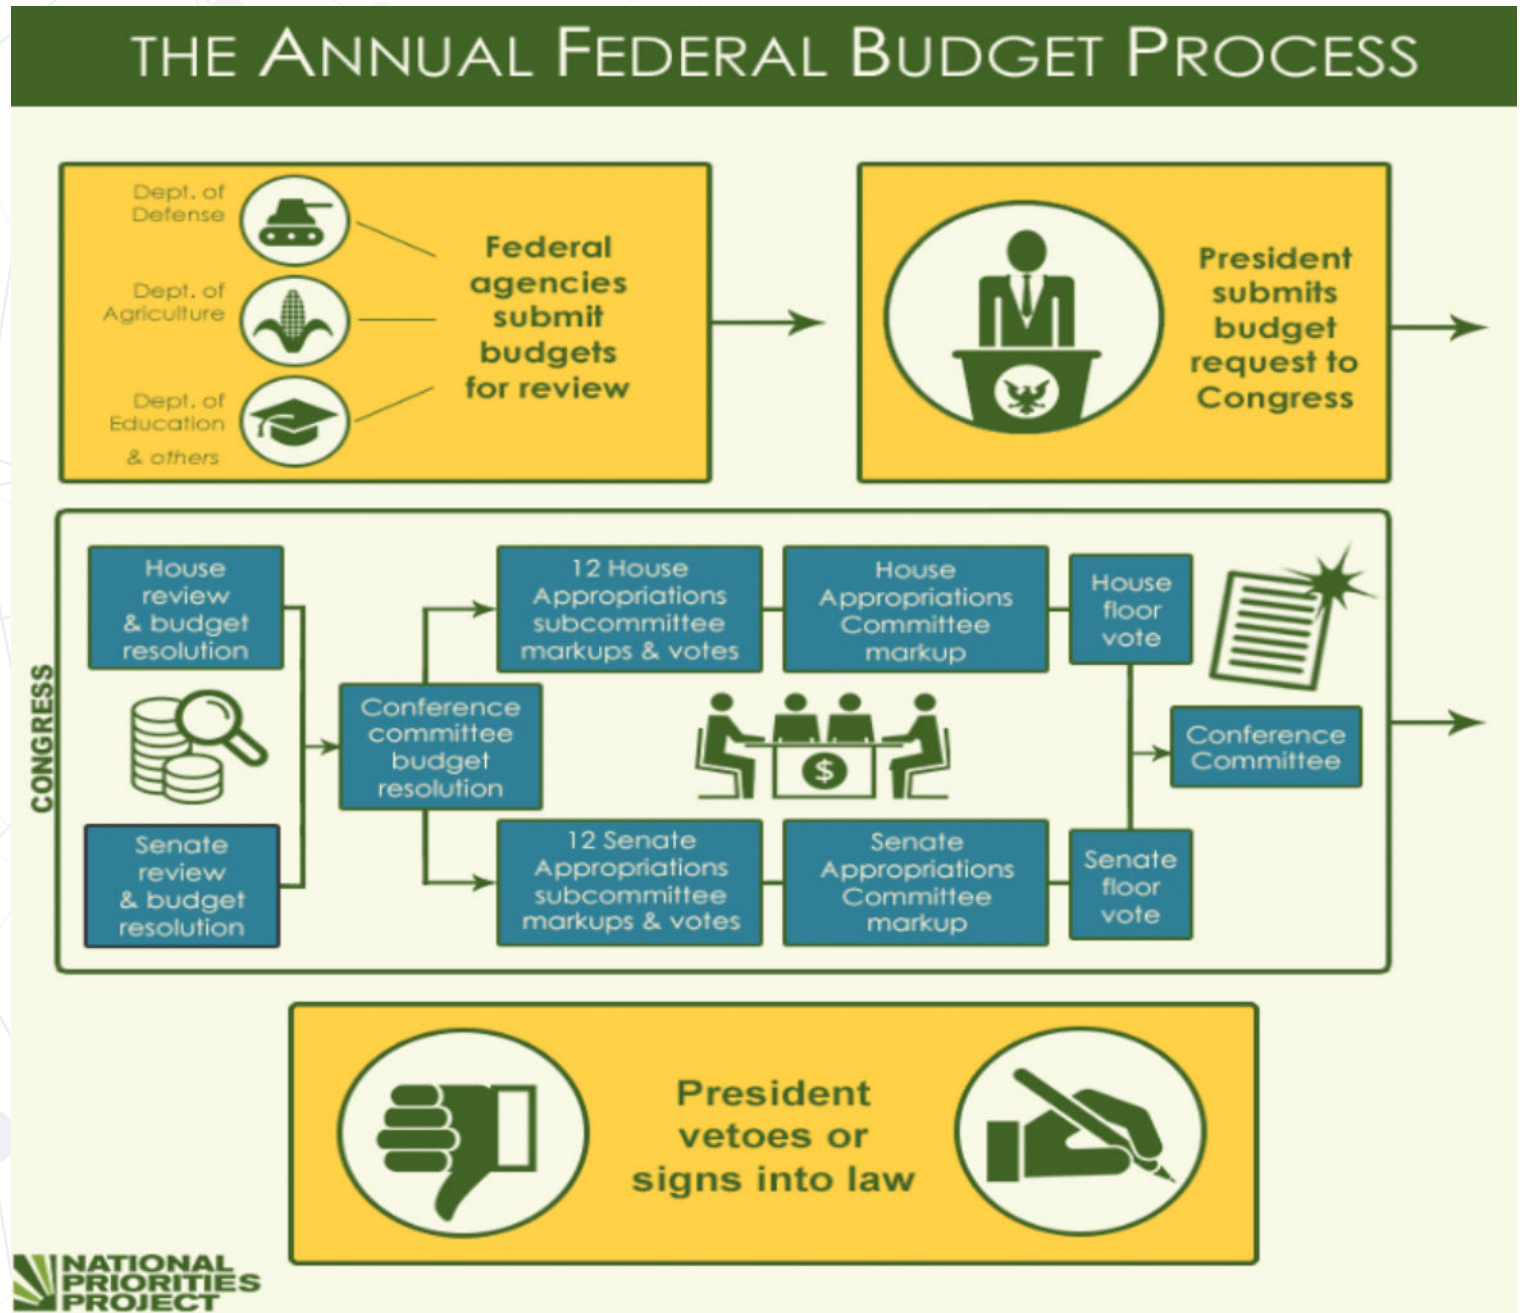 THE ANNUAL FEDERAL BUDGET PROCESS
Dept. of
Defense
Dept. of
Agriculture
Dept. of
Education
& others
Federal
agencies
submit
budgets
for review
President
submits
budget
request to
Congress
CONGRESS
House
review
& budget
resolution
Senate
review
& budget
resolution
Conference
committee
budget
resolution
12 House
Appropriations
subcommittee
markups & votes
House
Appropriations
Committee
markup
House
floor
vote
$
12 Senate
Appropriations
subcommittee
markups & votes
Senate
Appropriations
Committee
markup
Senate
floor
vote
Conference
Committee
President
vetoes or
signs into law
NATIONAL
PRIORITIES
PROJECT